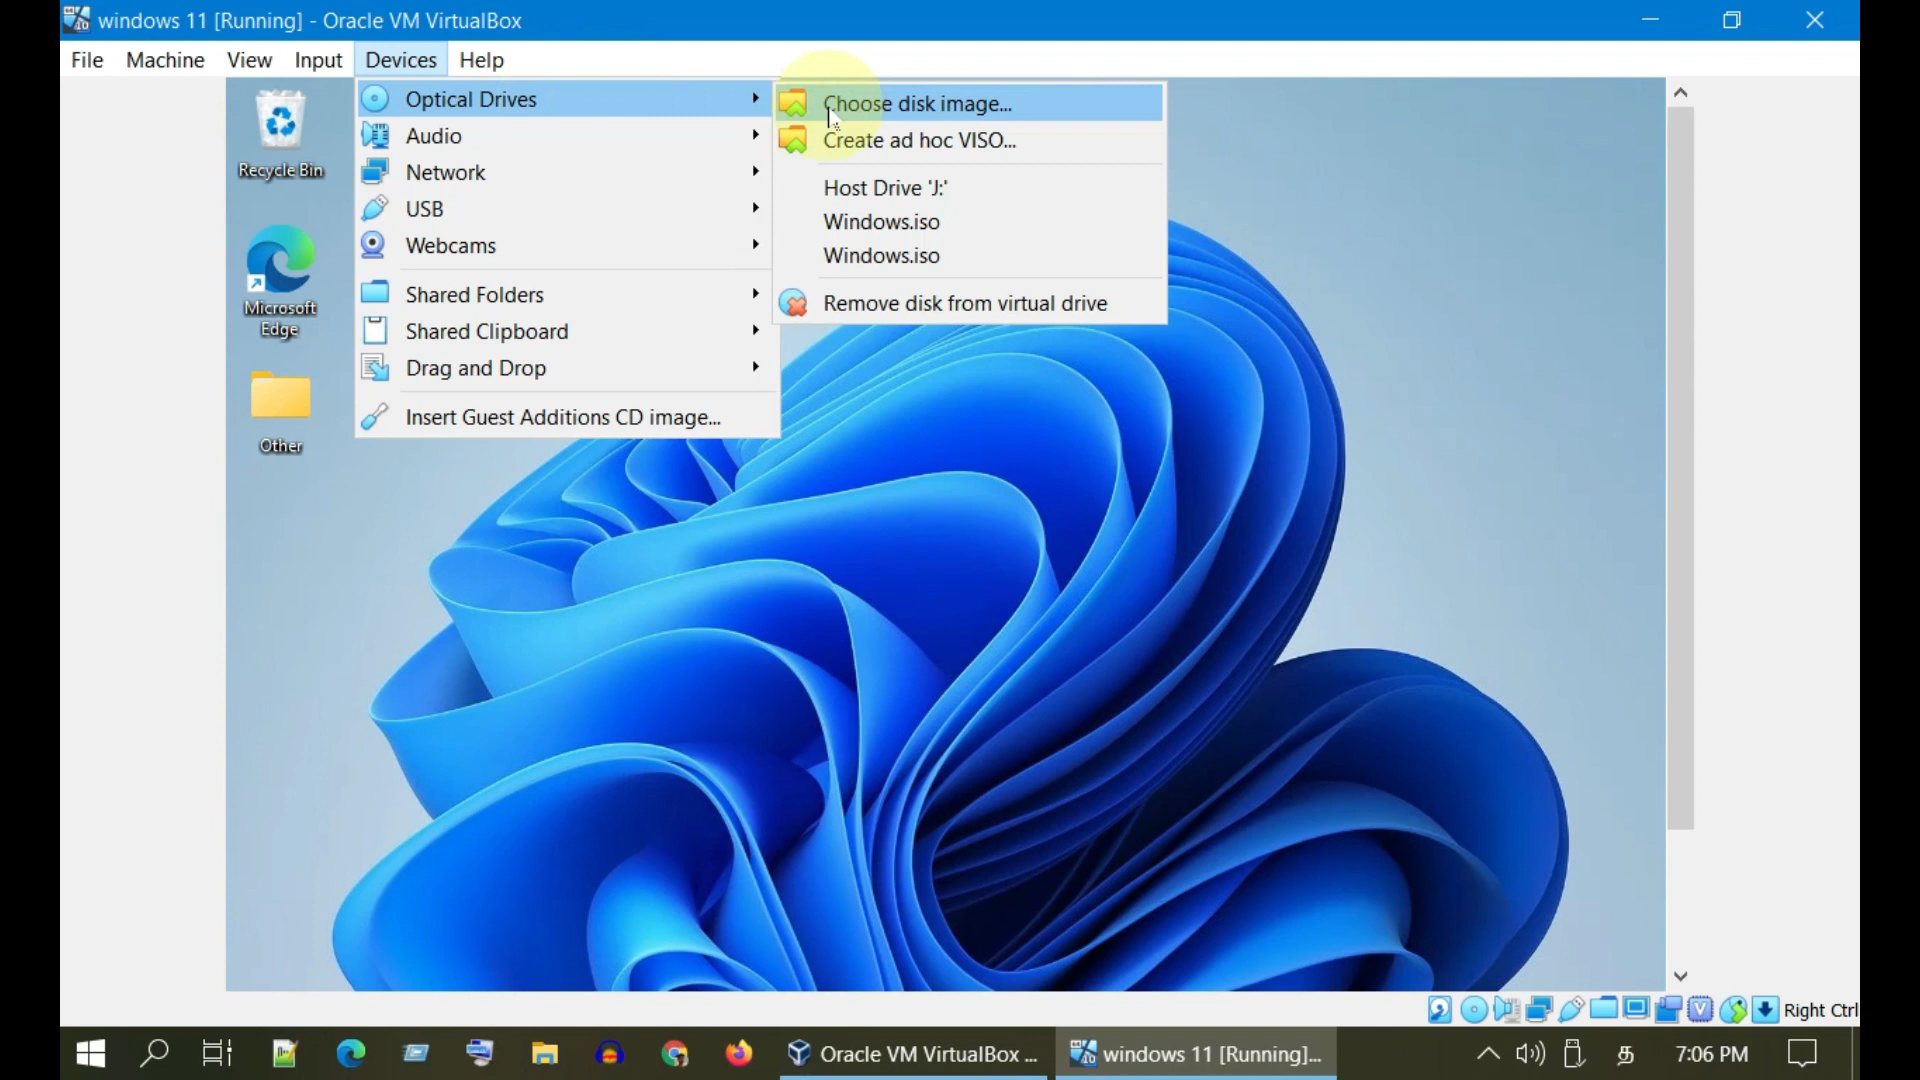 windows 11 [Running] - Oracle VM VirtualBox
File Machine View Input Devices Help
Optical Drives
Audio
Network
USB
Webcams
Shared Folders
Shared Clipboard
Drag and Drop
Insert Guest Additions CD image...
Choose disk image...
Create ad hoc VISO...
Host Drive 'J:'
Windows.iso
Windows.iso
Remove disk from virtual drive
Recycle Bin
Microsoft
Edge
Other
Right Ctrl
Oracle VM VirtualBox ...
windows 11 [Running]...
த
7:06 PM